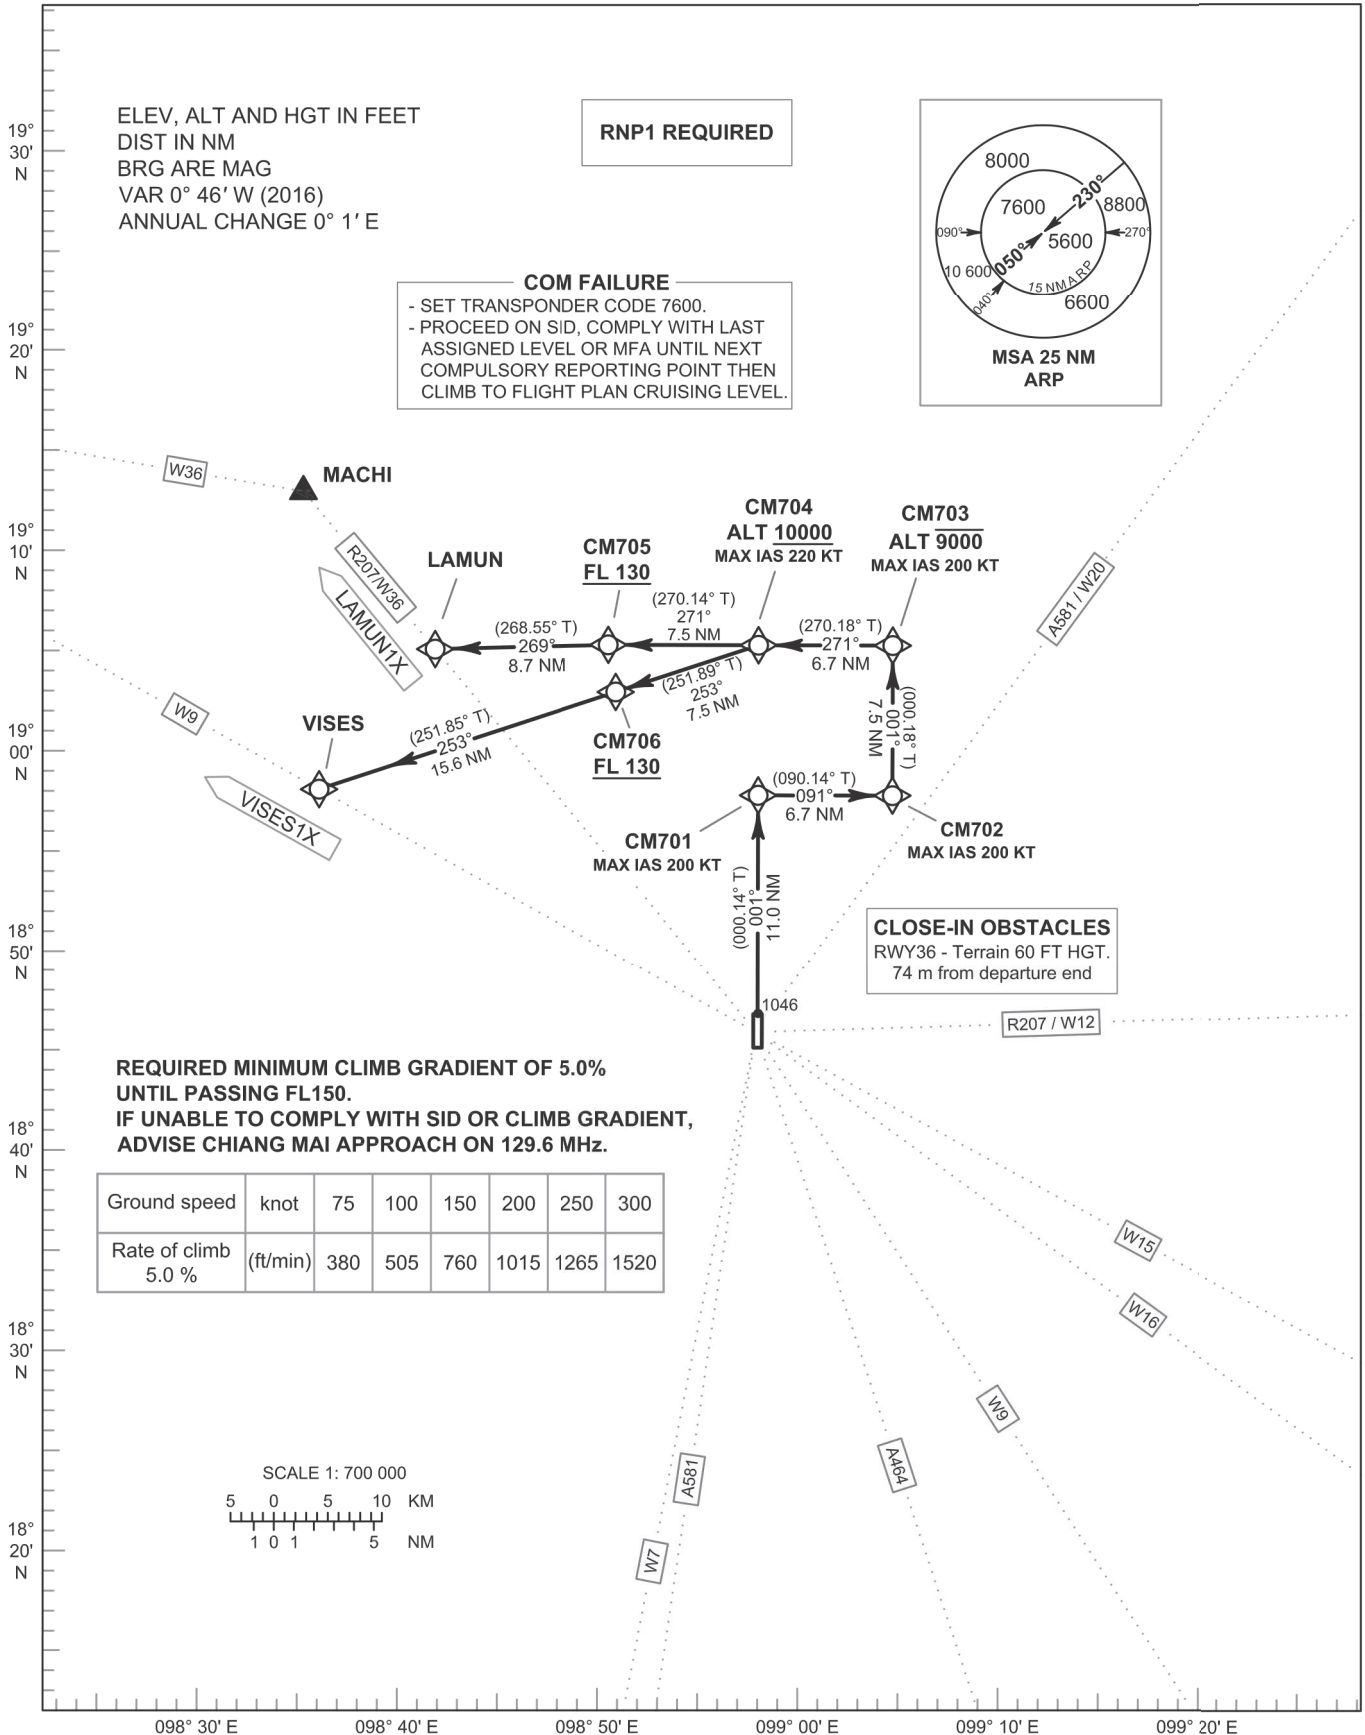 ELEV, ALT AND HGT IN FEET
DIST IN NM
BRG ARE MAG
VAR 0° 46' W (2016)
ANNUAL CHANGE 0° 1' E
RNP1 REQUIRED
8000
7600
230°
8800
090°
270°
5600
050°
10 600
15 NM ARP
040°
6600
MSA 25 NM
ARP
COM FAILURE
- SET TRANSPONDER CODE 7600.
- PROCEED ON SID, COMPLY WITH LAST
ASSIGNED LEVEL OR MFA UNTIL NEXT
COMPULSORY REPORTING POINT THEN
CLIMB TO FLIGHT PLAN CRUISING LEVEL.
19°
30'
N
19°
20'
N
19°
10'
N
19°
00'
N
18°
50'
N
18°
40'
N
18°
30'
N
18°
20'
N
W36
MACHI
R207/W36
LAMUN1X
LAMUN
CM705
FL 130
CM704
ALT 10000
MAX IAS 220 KT
CM703
ALT 9000
MAX IAS 200 KT
A581 / W20
(268.55° T)
269°
8.7 NM
(270.14° T)
271°
7.5 NM
(270.18° T)
271°
6.7 NM
(251.89° T)
253°
7.5 NM
(000.18° T)
001°
7.5 NM
W9
VISES
(251.85° T)
253°
15.6 NM
CM706
FL 130
VISES1X
(090.14° T)
091°
6.7 NM
CM701
MAX IAS 200 KT
CM702
MAX IAS 200 KT
(000.14° T)
001°
11.0 NM
CLOSE-IN OBSTACLES
RWY36 - Terrain 60 FT HGT.
74 m from departure end
1046
R207 / W12
REQUIRED MINIMUM CLIMB GRADIENT OF 5.0%
UNTIL PASSING FL150.
IF UNABLE TO COMPLY WITH SID OR CLIMB GRADIENT,
ADVISE CHIANG MAI APPROACH ON 129.6 MHz.
Ground speed knot 75 100 150 200 250 300
Rate of climb
5.0 % (ft/min) 380 505 760 1015 1265 1520
W15
W16
W9
A464
A581
W7
SCALE 1: 700 000
5 0 5 10 KM
1 0 1 5 NM
098° 30' E 098° 40' E 098° 50' E 099° 00' E 099° 10' E 099° 20' E